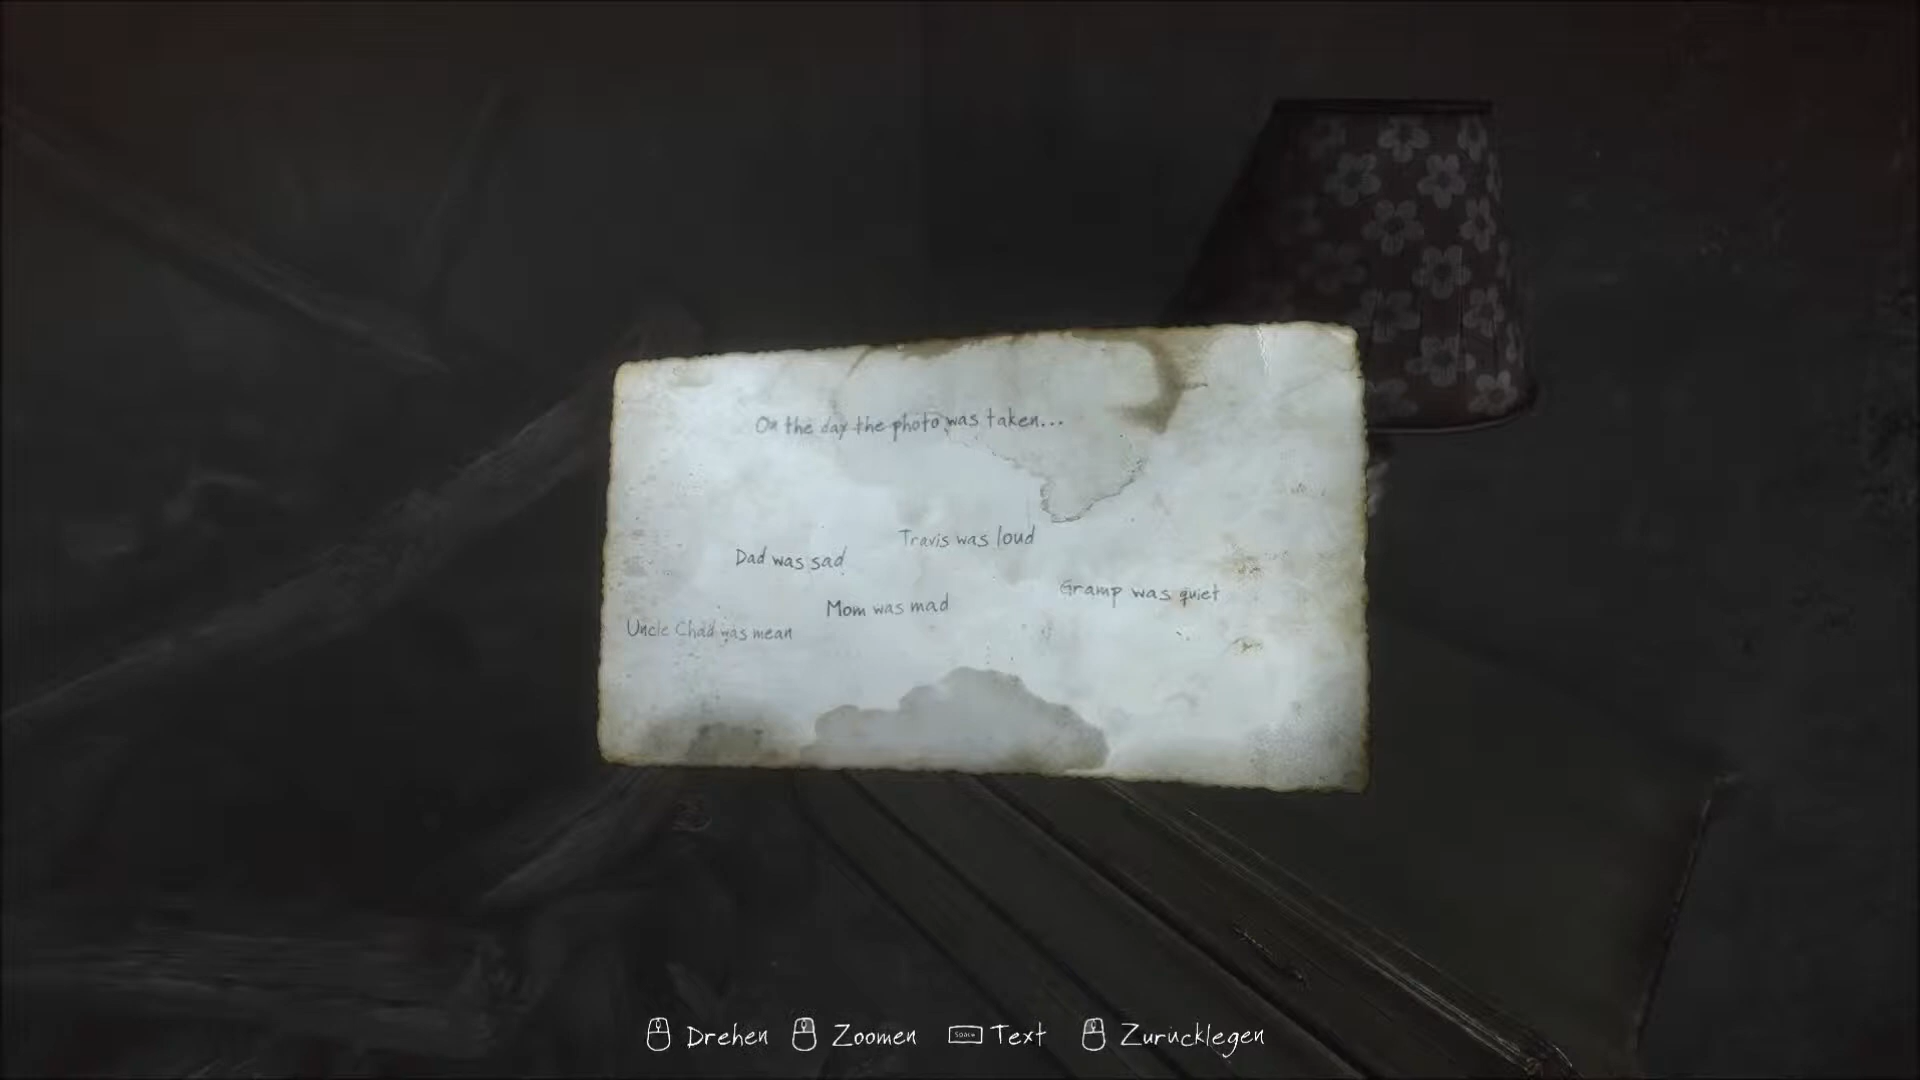 On the day the photo was taken...
Travis was loud
Dad was sad
Gramp was quiet
Mom was mad
Uncle Chad was mean
Drehen Zoomen Space Text Zurücklegen